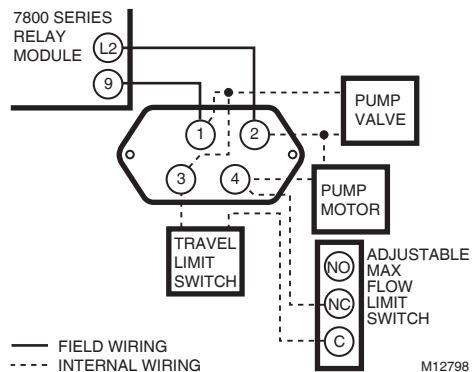 7800 SERIES
RELAY
MODULE
L2
9
1
2
3
4
PUMP
VALVE
PUMP
MOTOR
TRAVEL
LIMIT
SWITCH
NO
NC
C
ADJUSTABLE
MAX
FLOW
LIMIT
SWITCH
FIELD WIRING
INTERNAL WIRING
M12798